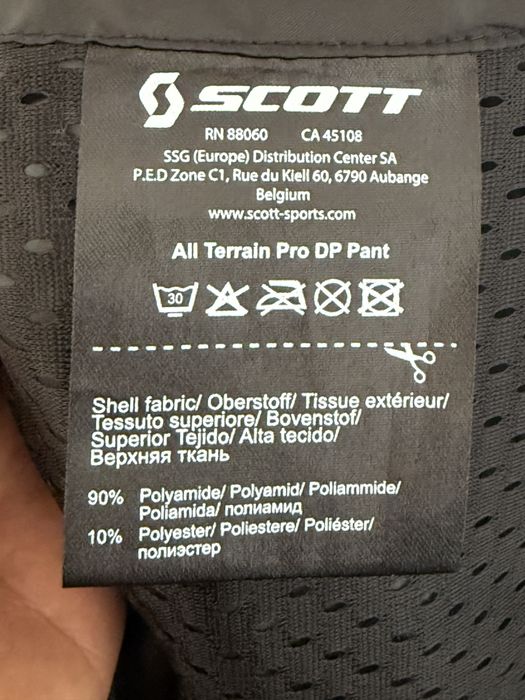 SCOTT
RN 88060 CA 45108
SSG (Europe) Distribution Center SA
P.E.D Zone C1, Rue du Kiell 60, 6790 Aubange
Belgium
www.scott-sports.com
All Terrain Pro DP Pant
30
Shell fabric/ Oberstoff/ Tissue extérieur/
Tessuto superiore/ Bovenstof/
Superior Tejido/ Alta tecido/
Верхняя ткань
90% Polyamide/ Polyamid/ Poliammide/
Poliamida/ полиамид
10% Polyester/ Poliestere/ Poliéster/
полиэстер